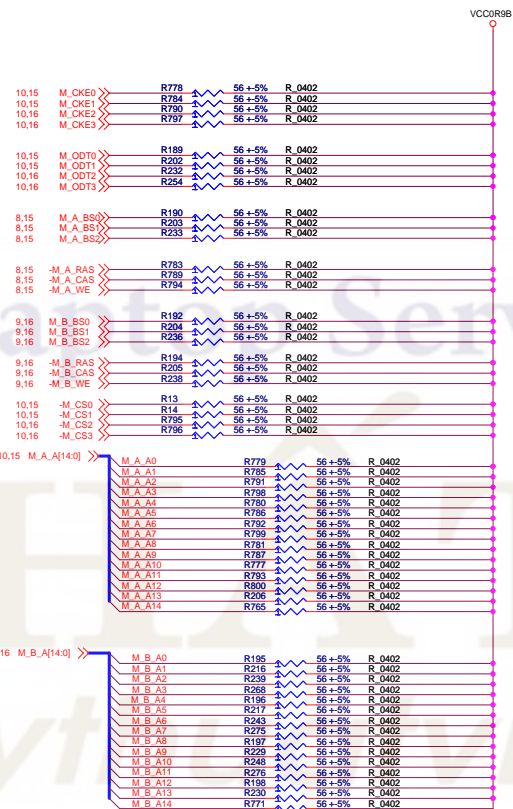 VCC0R9B
10,15 M_CKE0 R778 56 +-5% R_0402
10,15 M_CKE1 R784 56 +-5% R_0402
10,16 M_CKE2 R790 56 +-5% R_0402
10,16 M_CKE3 R797 56 +-5% R_0402
10,15 M_ODT0 R189 56 +-5% R_0402
10,15 M_ODT1 R202 56 +-5% R_0402
10,16 M_ODT2 R232 56 +-5% R_0402
10,16 M_ODT3 R254 56 +-5% R_0402
8,15 M_A_BS0 R190 56 +-5% R_0402
8,15 M_A_BS1 R203 56 +-5% R_0402
8,15 M_A_BS2 R233 56 +-5% R_0402
8,15 -M_A_RAS R783 56 +-5% R_0402
8,15 -M_A_CAS R789 56 +-5% R_0402
8,15 -M_A_WE R794 56 +-5% R_0402
9,16 M_B_BS0 R192 56 +-5% R_0402
9,16 M_B_BS1 R204 56 +-5% R_0402
9,16 M_B_BS2 R236 56 +-5% R_0402
9,16 -M_B_RAS R194 56 +-5% R_0402
9,16 -M_B_CAS R205 56 +-5% R_0402
9,16 -M_B_WE R238 56 +-5% R_0402
10,15 -M_CS0 R13 56 +-5% R_0402
10,15 -M_CS1 R14 56 +-5% R_0402
10,16 -M_CS2 R795 56 +-5% R_0402
10,16 -M_CS3 R796 56 +-5% R_0402
10,15 M_A_A[14:0]
M_A_A0 R779 56 +-5% R_0402
M_A_A1 R785 56 +-5% R_0402
M_A_A2 R791 56 +-5% R_0402
M_A_A3 R798 56 +-5% R_0402
M_A_A4 R780 56 +-5% R_0402
M_A_A5 R786 56 +-5% R_0402
M_A_A6 R792 56 +-5% R_0402
M_A_A7 R799 56 +-5% R_0402
M_A_A8 R781 56 +-5% R_0402
M_A_A9 R787 56 +-5% R_0402
M_A_A10 R777 56 +-5% R_0402
M_A_A11 R793 56 +-5% R_0402
M_A_A12 R800 56 +-5% R_0402
M_A_A13 R206 56 +-5% R_0402
M_A_A14 R765 56 +-5% R_0402
16 M_B_A[14:0]
M_B_A0 R195 56 +-5% R_0402
M_B_A1 R216 56 +-5% R_0402
M_B_A2 R239 56 +-5% R_0402
M_B_A3 R268 56 +-5% R_0402
M_B_A4 R196 56 +-5% R_0402
M_B_A5 R217 56 +-5% R_0402
M_B_A6 R243 56 +-5% R_0402
M_B_A7 R275 56 +-5% R_0402
M_B_A8 R197 56 +-5% R_0402
M_B_A9 R229 56 +-5% R_0402
M_B_A10 R248 56 +-5% R_0402
M_B_A11 R276 56 +-5% R_0402
M_B_A12 R198 56 +-5% R_0402
M_B_A13 R230 56 +-5% R_0402
M_B_A14 R771 56 +-5% R_0402